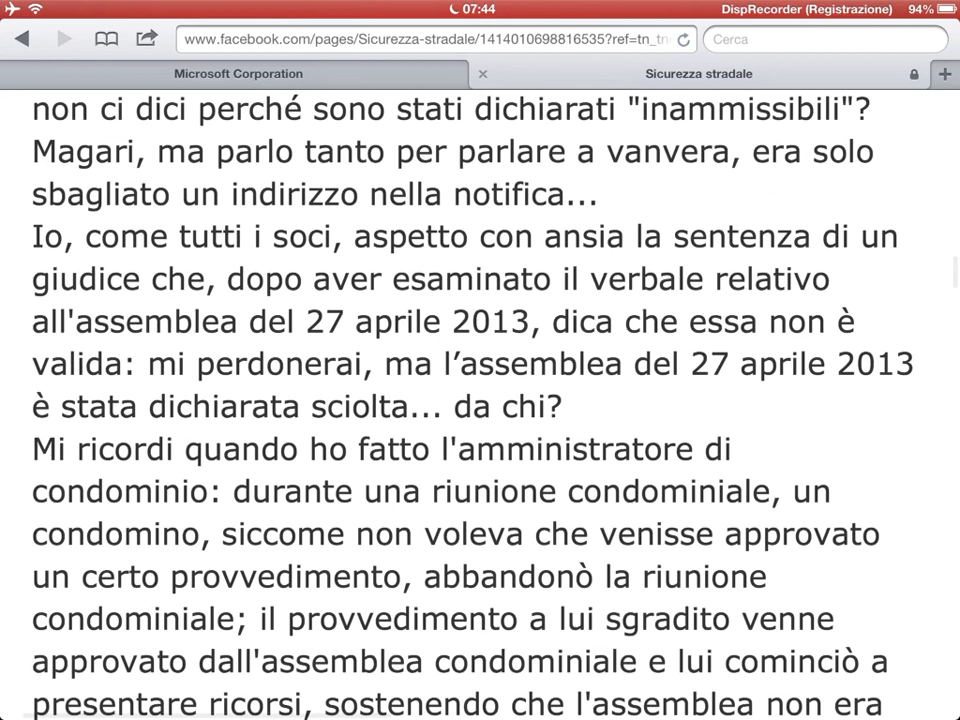 07:44
DispRecorder (Registrazione)
94%
www.facebook.com/pages/Sicurezza-stradale/1414010698816535?ref=tn_tn
Cerca
Microsoft Corporation
Sicurezza stradale
non ci dici perché sono stati dichiarati "inammissibili"?
Magari, ma parlo tanto per parlare a vanvera, era solo
sbagliato un indirizzo nella notifica...
Io, come tutti i soci, aspetto con ansia la sentenza di un
giudice che, dopo aver esaminato il verbale relativo
all'assemblea del 27 aprile 2013, dica che essa non è
valida: mi perdonerai, ma l’assemblea del 27 aprile 2013
è stata dichiarata sciolta... da chi?
Mi ricordi quando ho fatto l'amministratore di
condominio: durante una riunione condominiale, un
condomino, siccome non voleva che venisse approvato
un certo provvedimento, abbandonò la riunione
condominiale; il provvedimento a lui sgradito venne
approvato dall'assemblea condominiale e lui cominciò a
presentare ricorsi, sostenendo che l'assemblea non era